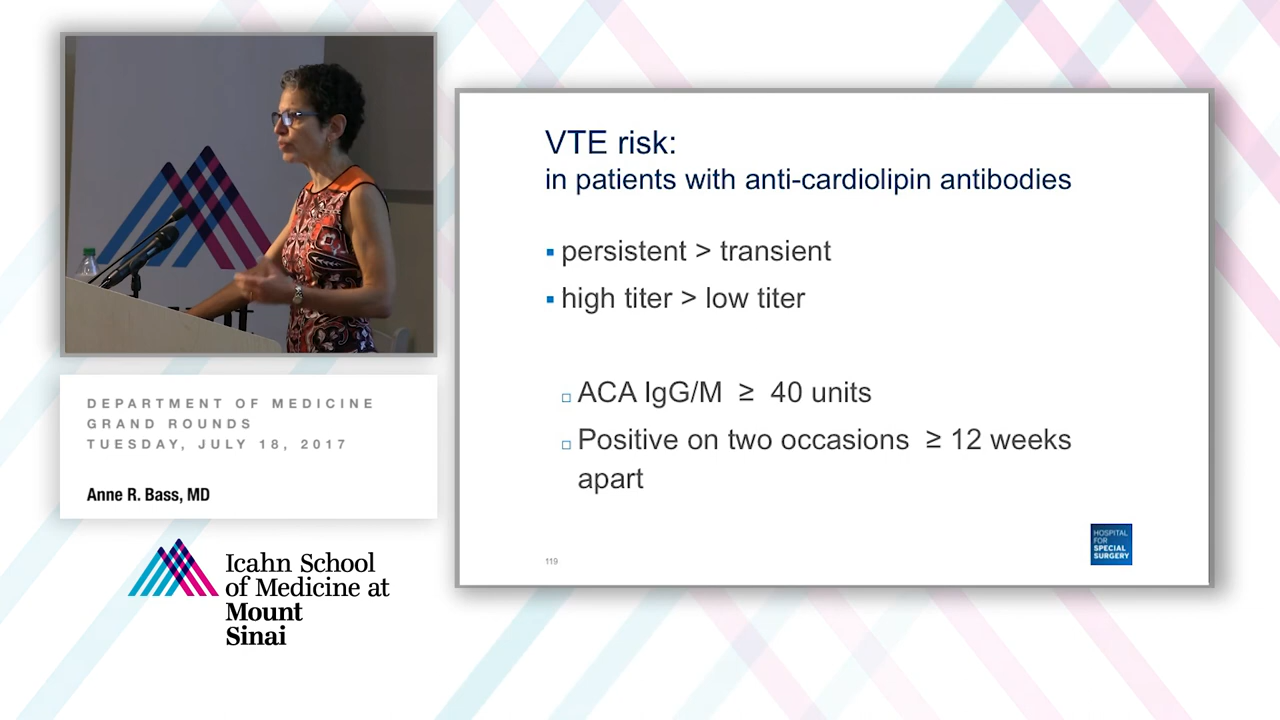 DEPARTMENT OF MEDICINE
GRAND ROUNDS
TUESDAY, JULY 18, 2017
Anne R. Bass, MD
Icahn School
of Medicine at
Mount
Sinai
VTE risk:
in patients with anti-cardiolipin antibodies
▪ persistent > transient
▪ high titer > low titer
□ ACA IgG/M ≥ 40 units
□ Positive on two occasions ≥ 12 weeks
apart
119
HOSPITAL
FOR
SPECIAL
SURGERY